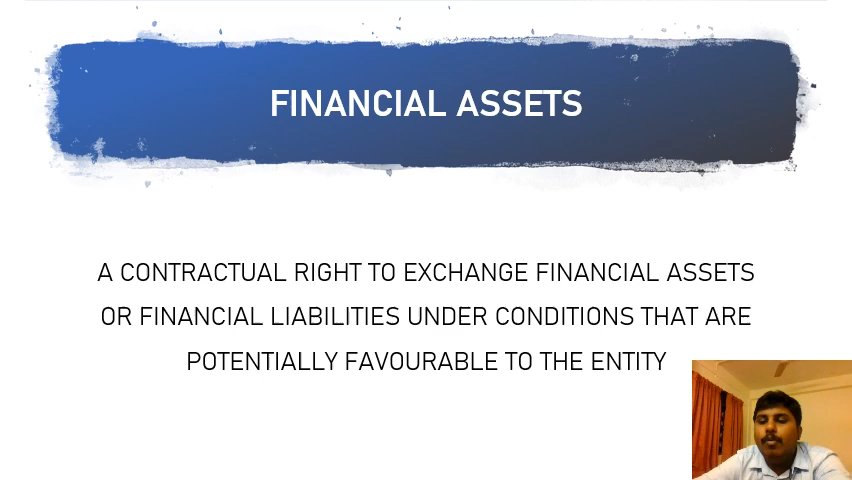 FINANCIAL ASSETS
A CONTRACTUAL RIGHT TO EXCHANGE FINANCIAL ASSETS
OR FINANCIAL LIABILITIES UNDER CONDITIONS THAT ARE
POTENTIALLY FAVOURABLE TO THE ENTITY